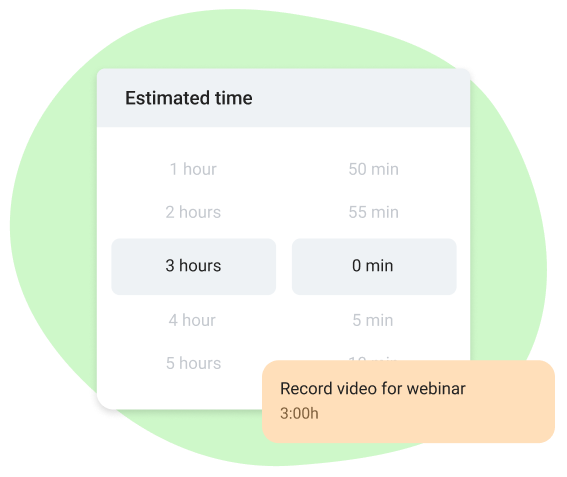 Estimated time
1 hour 50 min
2 hours 55 min
3 hours 0 min
4 hour 5 min
5 hours
Record video for webinar
3:00h